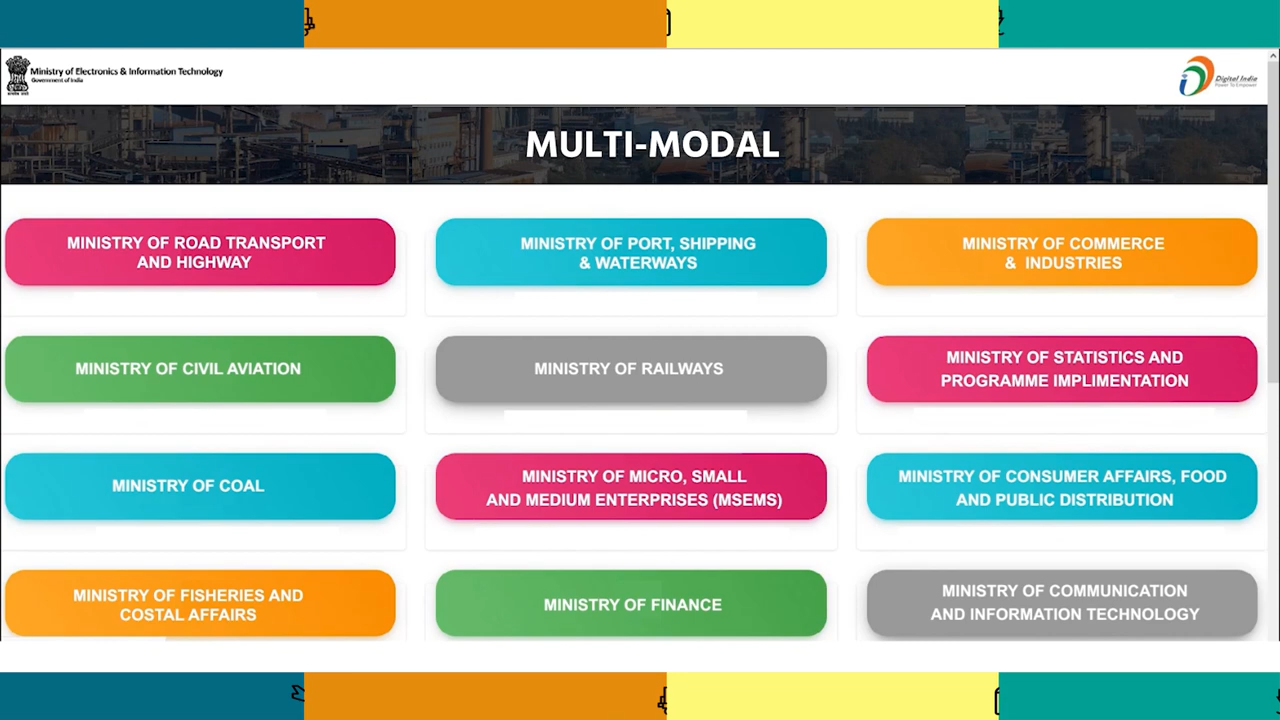 Ministry of Electronics & Information Technology
Government of India
Digital India
Power To Empower
MULTI-MODAL
MINISTRY OF ROAD TRANSPORT
AND HIGHWAY
MINISTRY OF PORT, SHIPPING
& WATERWAYS
MINISTRY OF COMMERCE
& INDUSTRIES
MINISTRY OF CIVIL AVIATION
MINISTRY OF RAILWAYS
MINISTRY OF STATISTICS AND
PROGRAMME IMPLIMENTATION
MINISTRY OF COAL
MINISTRY OF MICRO, SMALL
AND MEDIUM ENTERPRISES (MSEMS)
MINISTRY OF CONSUMER AFFAIRS, FOOD
AND PUBLIC DISTRIBUTION
MINISTRY OF FISHERIES AND
COSTAL AFFAIRS
MINISTRY OF FINANCE
MINISTRY OF COMMUNICATION
AND INFORMATION TECHNOLOGY